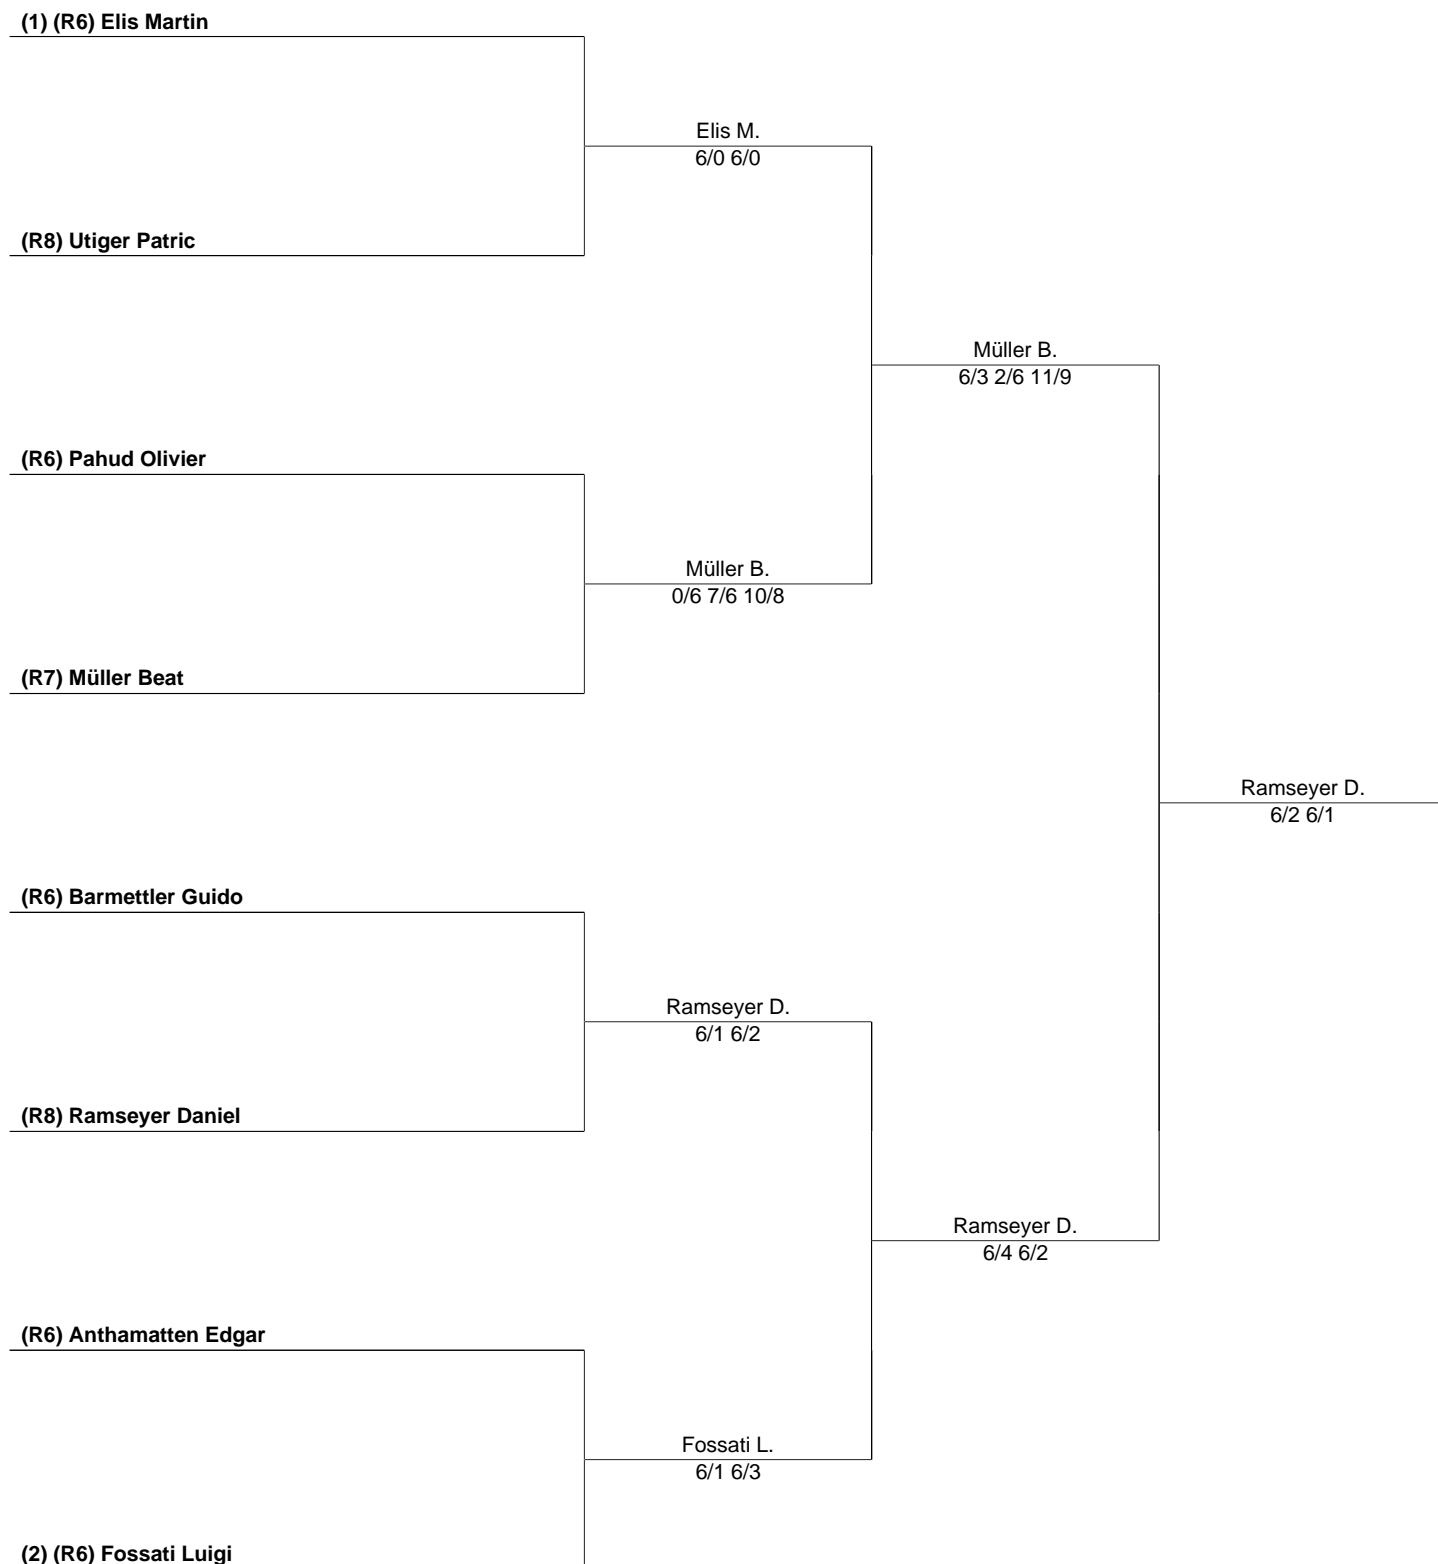 (1) (R6) Elis Martin
Elis M.
6/0 6/0
(R8) Utiger Patric
Müller B.
6/3 2/6 11/9
(R6) Pahud Olivier
Müller B.
0/6 7/6 10/8
(R7) Müller Beat
Ramseyer D.
6/2 6/1
(R6) Barmettler Guido
Ramseyer D.
6/1 6/2
(R8) Ramseyer Daniel
Ramseyer D.
6/4 6/2
(R6) Anthamatten Edgar
Fossati L.
6/1 6/3
(2) (R6) Fossati Luigi